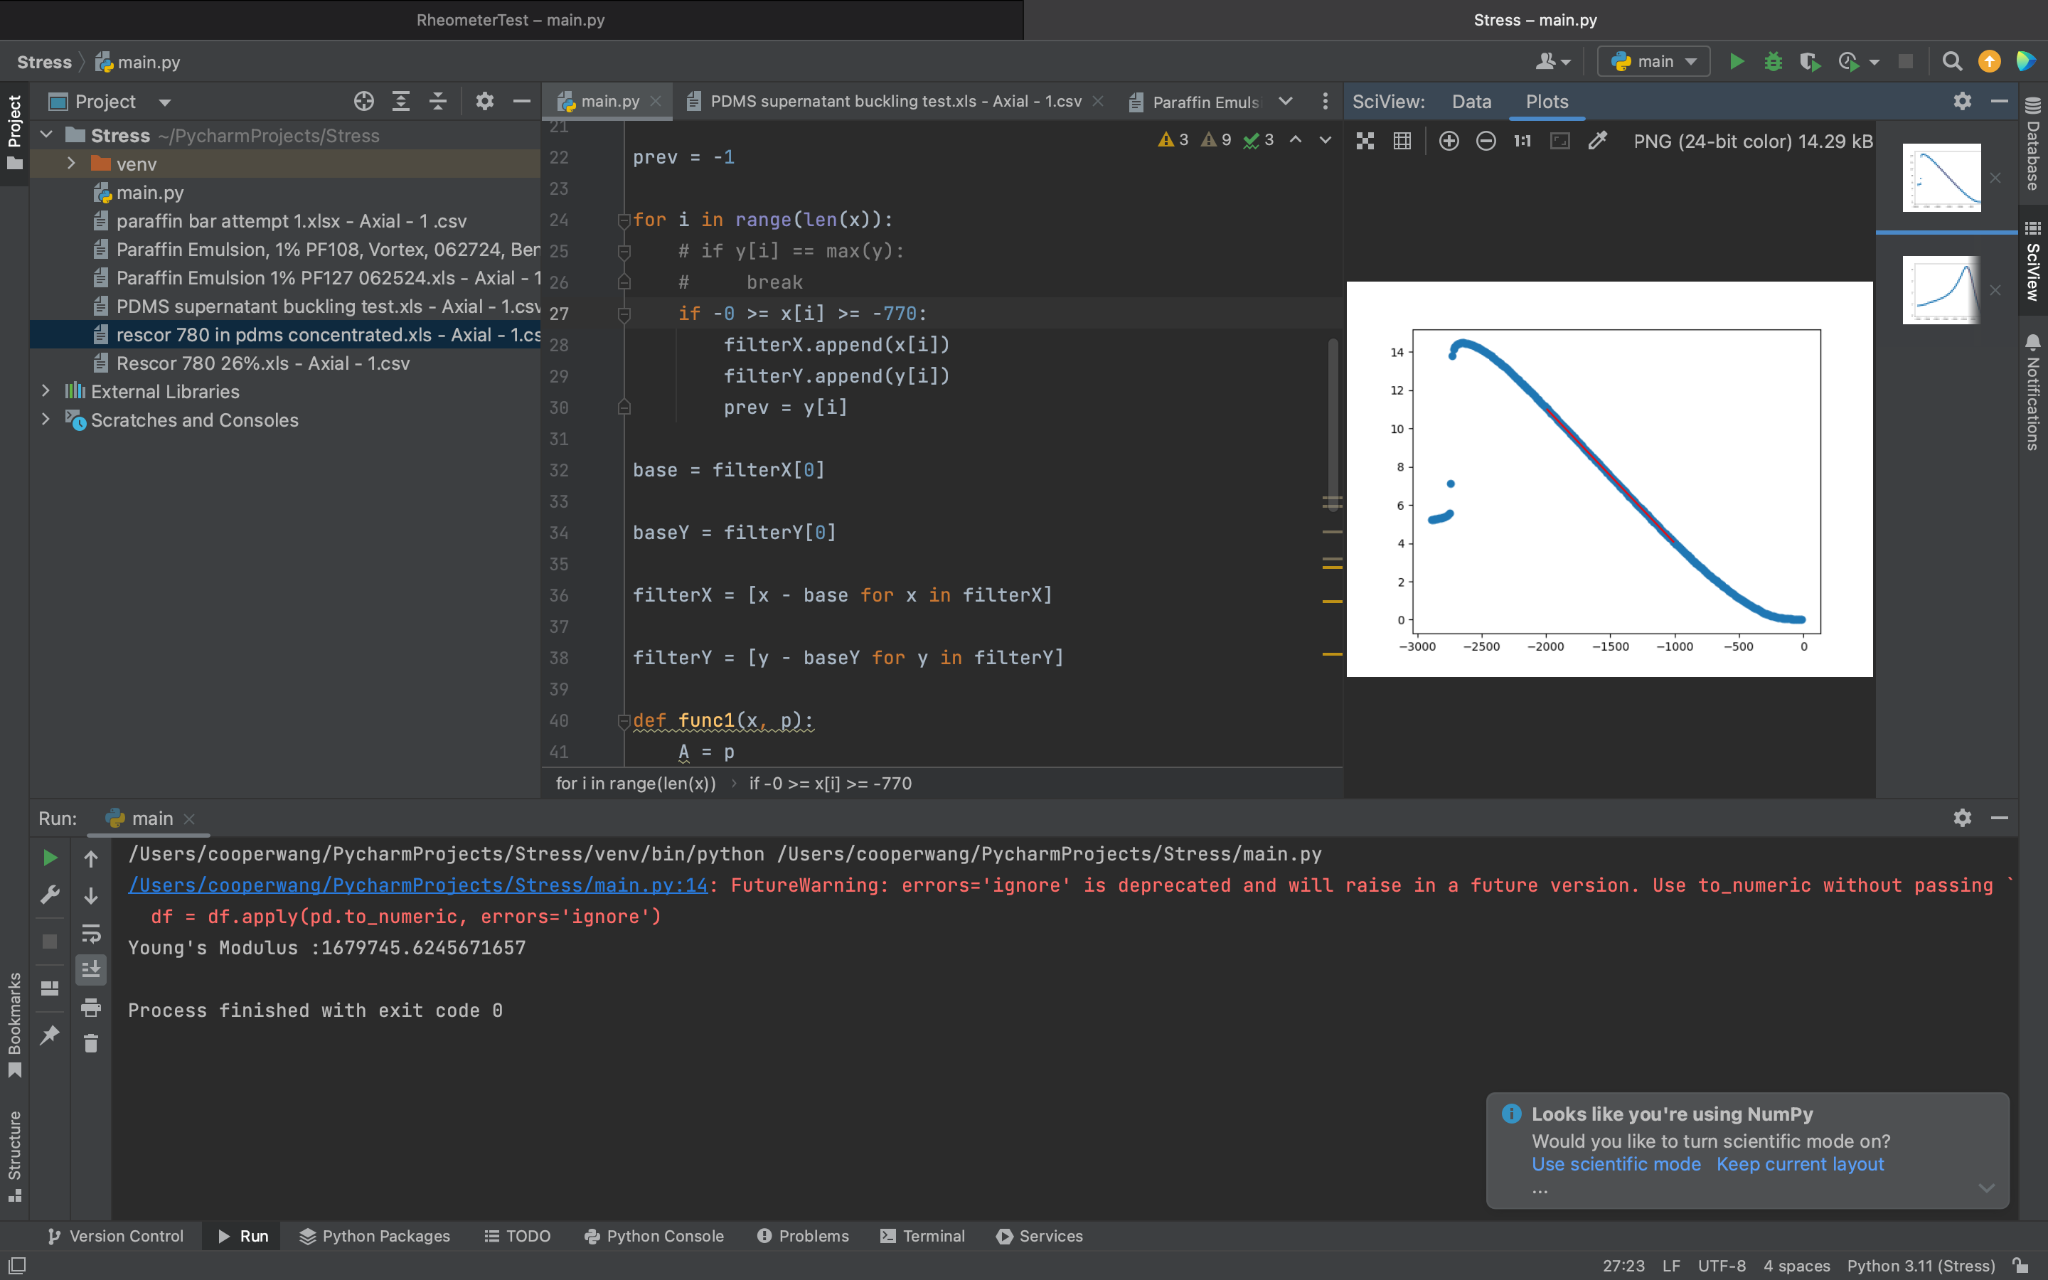 RheometerTest – main.py
Stress – main.py
Stress
main.py
main
Project
Project
Stress ~/PycharmProjects/Stress
venv
main.py
paraffin bar attempt 1.xlsx - Axial - 1 .csv
Paraffin Emulsion, 1% PF108, Vortex, 062724, Ben
Paraffin Emulsion 1% PF127 062524.xls - Axial - 1
PDMS supernatant buckling test.xls - Axial - 1.csv
rescor 780 in pdms concentrated.xls - Axial - 1.cs
Rescor 780 26%.xls - Axial - 1.csv
External Libraries
Scratches and Consoles
main.py
PDMS supernatant buckling test.xls - Axial - 1.csv
Paraffin Emulsi
3 9 3
21
22 prev = -1
23
24 for i in range(len(x)):
25 # if y[i] == max(y):
26 # break
27 if -0 >= x[i] >= -770:
28 filterX.append(x[i])
29 filterY.append(y[i])
30 prev = y[i]
31
32 base = filterX[0]
33
34 baseY = filterY[0]
35
36 filterX = [x - base for x in filterX]
37
38 filterY = [y - baseY for y in filterY]
39
40 def func1(x, p):
41 A = p
for i in range(len(x)) › if -0 >= x[i] >= -770
SciView: Data Plots
1:1
PNG (24-bit color) 14.29 kB
14
12
10
8
6
4
2
0
−3000 −2500 −2000 −1500 −1000 −500 0
Database
SciView
Notifications
Run: main
/Users/cooperwang/PycharmProjects/Stress/venv/bin/python /Users/cooperwang/PycharmProjects/Stress/main.py
/Users/cooperwang/PycharmProjects/Stress/main.py:14: FutureWarning: errors='ignore' is deprecated and will raise in a future version. Use to_numeric without passing `
df = df.apply(pd.to_numeric, errors='ignore')
Young's Modulus :1679745.6245671657
Process finished with exit code 0
Bookmarks
Structure
Looks like you're using NumPy
Would you like to turn scientific mode on?
Use scientific mode Keep current layout
...
Version Control
Run
Python Packages
TODO
Python Console
Problems
Terminal
Services
27:23 LF UTF-8 4 spaces Python 3.11 (Stress)